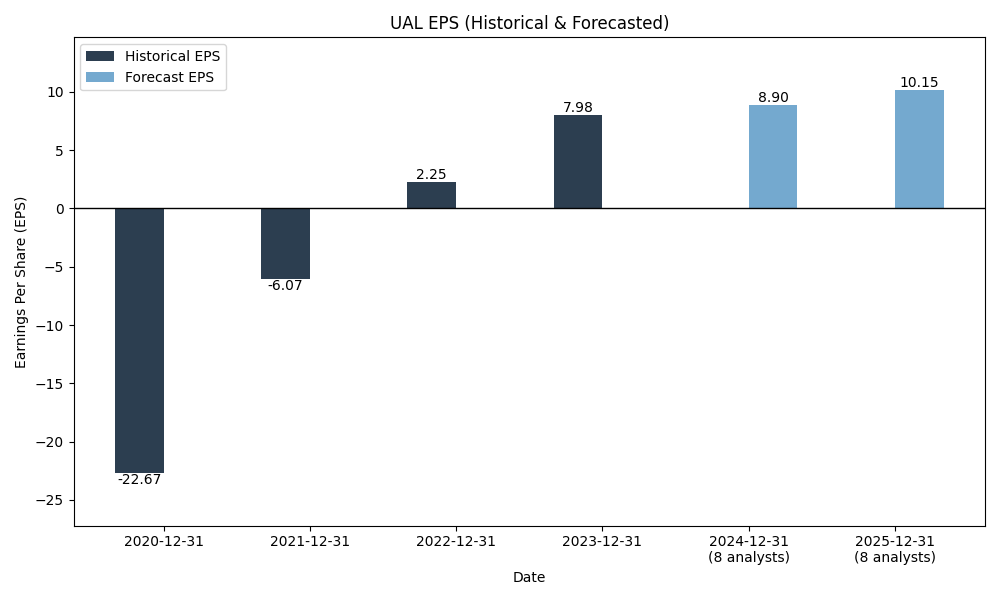 UAL EPS (Historical & Forecasted)
Historical EPS
Forecast EPS
Earnings Per Share (EPS)
10
5
0
−5
−10
−15
−20
−25
-22.67
-6.07
2.25
7.98
8.90
10.15
2020-12-31
2021-12-31
2022-12-31
2023-12-31
2024-12-31
(8 analysts)
2025-12-31
(8 analysts)
Date